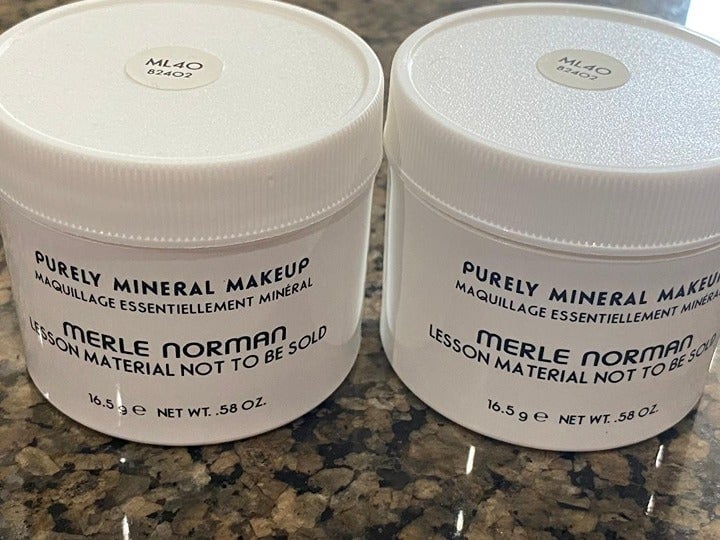 ML40
82402
PURELY MINERAL MAKEUP
MAQUILLAGE ESSENTIELLEMENT MINÉRAL
MERLE NORMAN
LESSON MATERIAL NOT TO BE SOLD
16.5 g e NET WT. .58 OZ.
ML40
82402
PURELY MINERAL MAKEUP
MAQUILLAGE ESSENTIELLEMENT MINÉRAL
MERLE NORMAN
LESSON MATERIAL NOT TO BE SOLD
16.5 g e NET WT. .58 OZ.